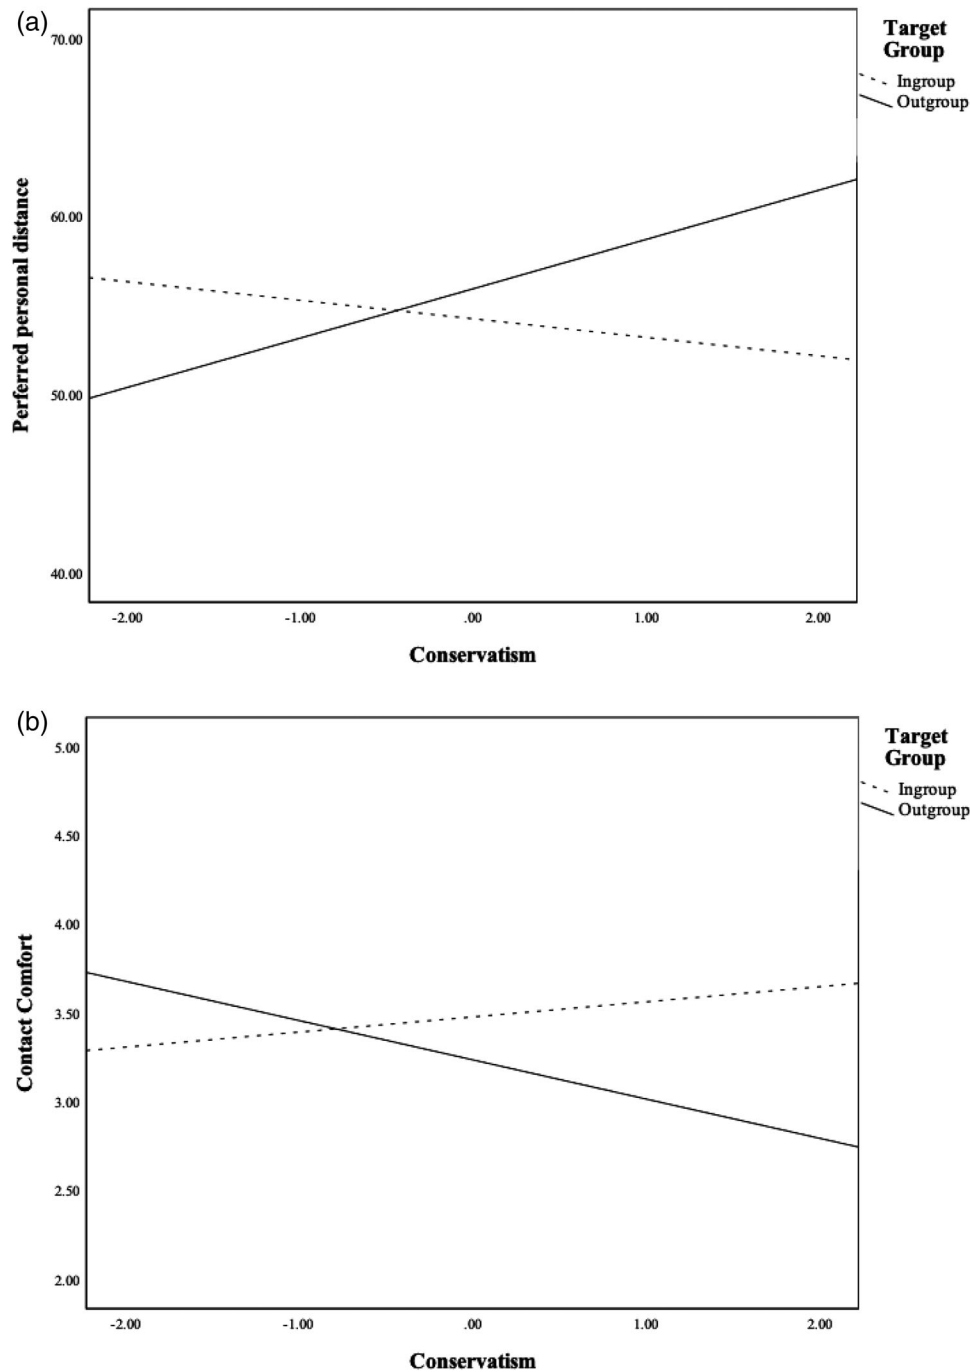 (a)
70.00
60.00
50.00
40.00
Perferred personal distance
-2.00 -1.00 .00 1.00 2.00
Conservatism
Target
Group
Ingroup
Outgroup
(b)
5.00
4.50
4.00
3.50
3.00
2.50
2.00
Contact Comfort
-2.00 -1.00 .00 1.00 2.00
Conservatism
Target
Group
Ingroup
Outgroup